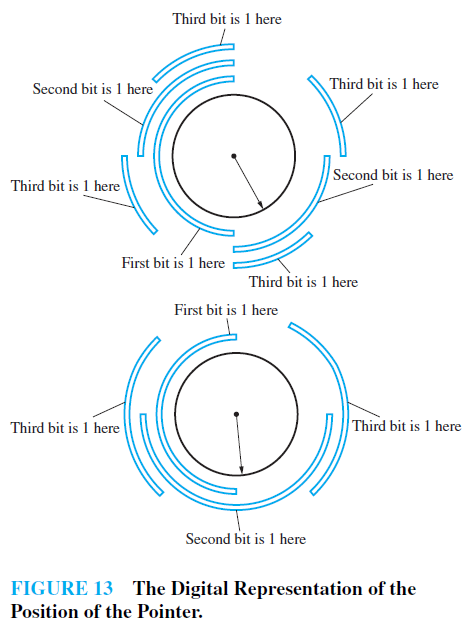 Third bit is 1 here
Second bit is 1 here
Third bit is 1 here
Second bit is 1 here
Third bit is 1 here
First bit is 1 here
Third bit is 1 here
First bit is 1 here
Third bit is 1 here
Third bit is 1 here
Second bit is 1 here
FIGURE 13 The Digital Representation of the
Position of the Pointer.